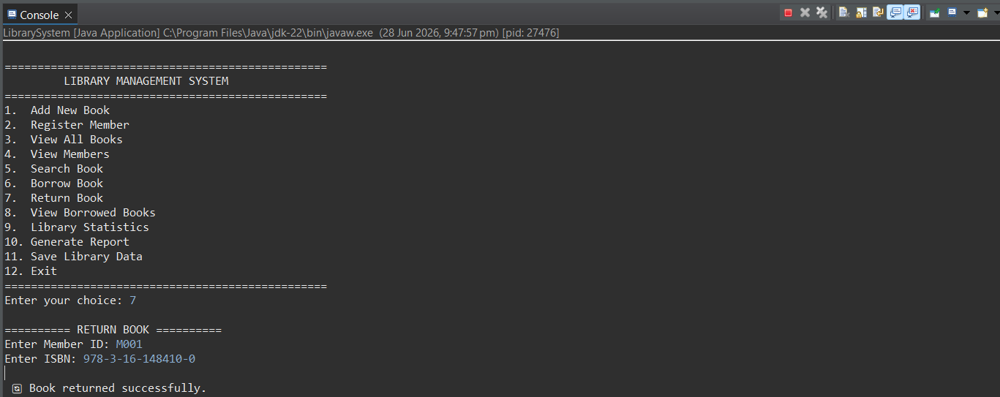 Console
LibrarySystem [Java Application] C:\Program Files\Java\jdk-22\bin\javaw.exe (28 Jun 2026, 9:47:57 pm) [pid: 27476]
=================================================
LIBRARY MANAGEMENT SYSTEM
=================================================
1. Add New Book
2. Register Member
3. View All Books
4. View Members
5. Search Book
6. Borrow Book
7. Return Book
8. View Borrowed Books
9. Library Statistics
10. Generate Report
11. Save Library Data
12. Exit
=================================================
Enter your choice: 7
========== RETURN BOOK ==========
Enter Member ID: M001
Enter ISBN: 978-3-16-148410-0
Book returned successfully.